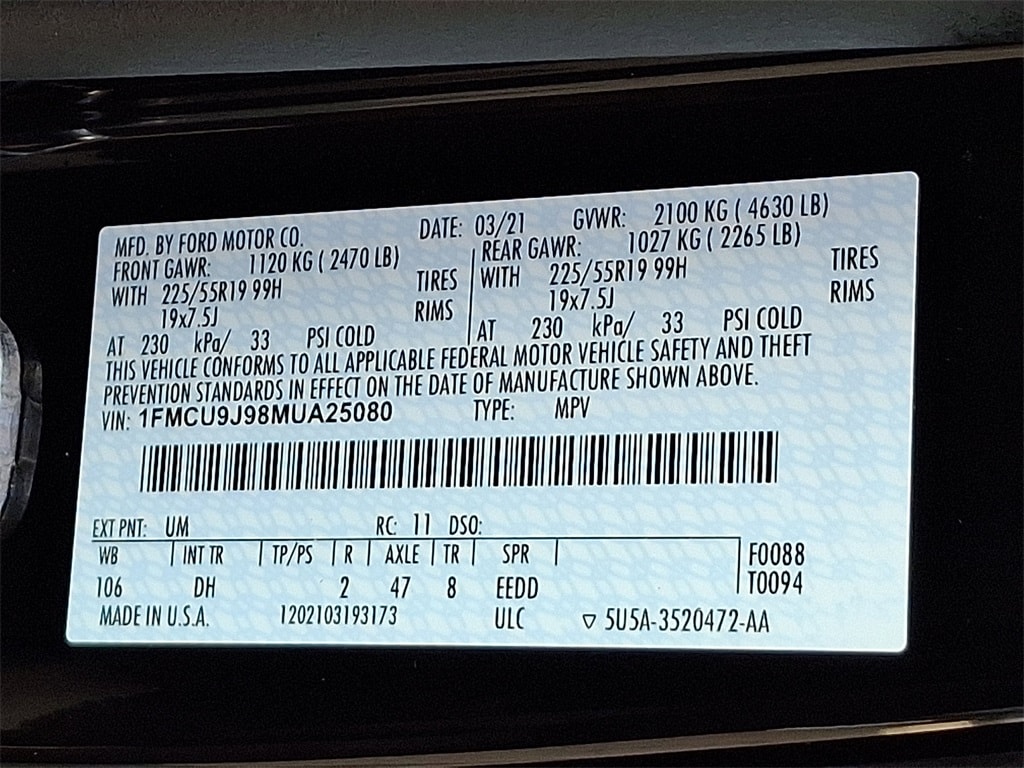 MFD. BY FORD MOTOR CO. DATE: 03/21 GVWR: 2100 KG ( 4630 LB)
FRONT GAWR: 1120 KG ( 2470 LB) REAR GAWR: 1027 KG ( 2265 LB)
WITH 225/55R19 99H TIRES WITH 225/55R19 99H TIRES
19x7.5J RIMS 19x7.5J RIMS
AT 230 kPa/ 33 PSI COLD AT 230 kPa/ 33 PSI COLD
THIS VEHICLE CONFORMS TO ALL APPLICABLE FEDERAL MOTOR VEHICLE SAFETY AND THEFT
PREVENTION STANDARDS IN EFFECT ON THE DATE OF MANUFACTURE SHOWN ABOVE.
VIN: 1FMCU9J98MUA25080 TYPE: MPV
EXT PNT: UM RC: 11 DSO:
WB INT TR TP/PS R AXLE TR SPR F0088
106 DH 2 47 8 EEDD T0094
MADE IN U.S.A. 1202103193173 ULC ▽ 5U5A-3520472-AA